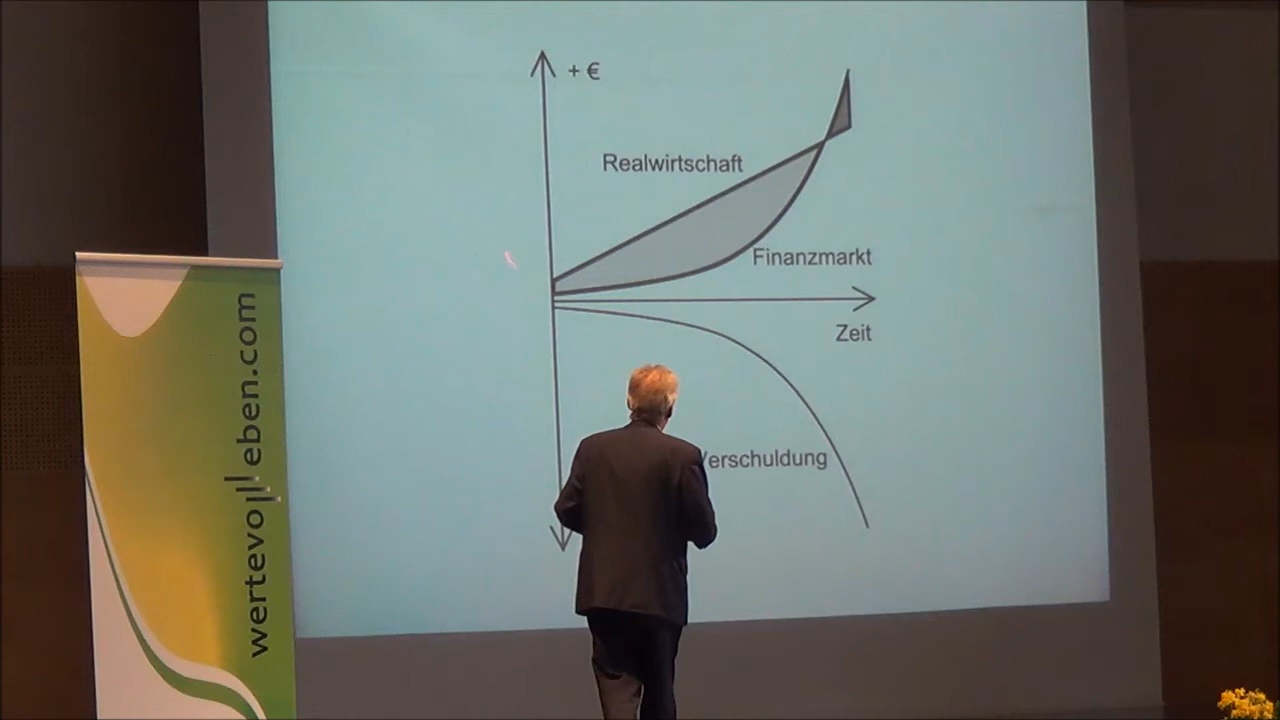 + €
Realwirtschaft
Finanzmarkt
Zeit
Verschuldung
wertevollleben.com